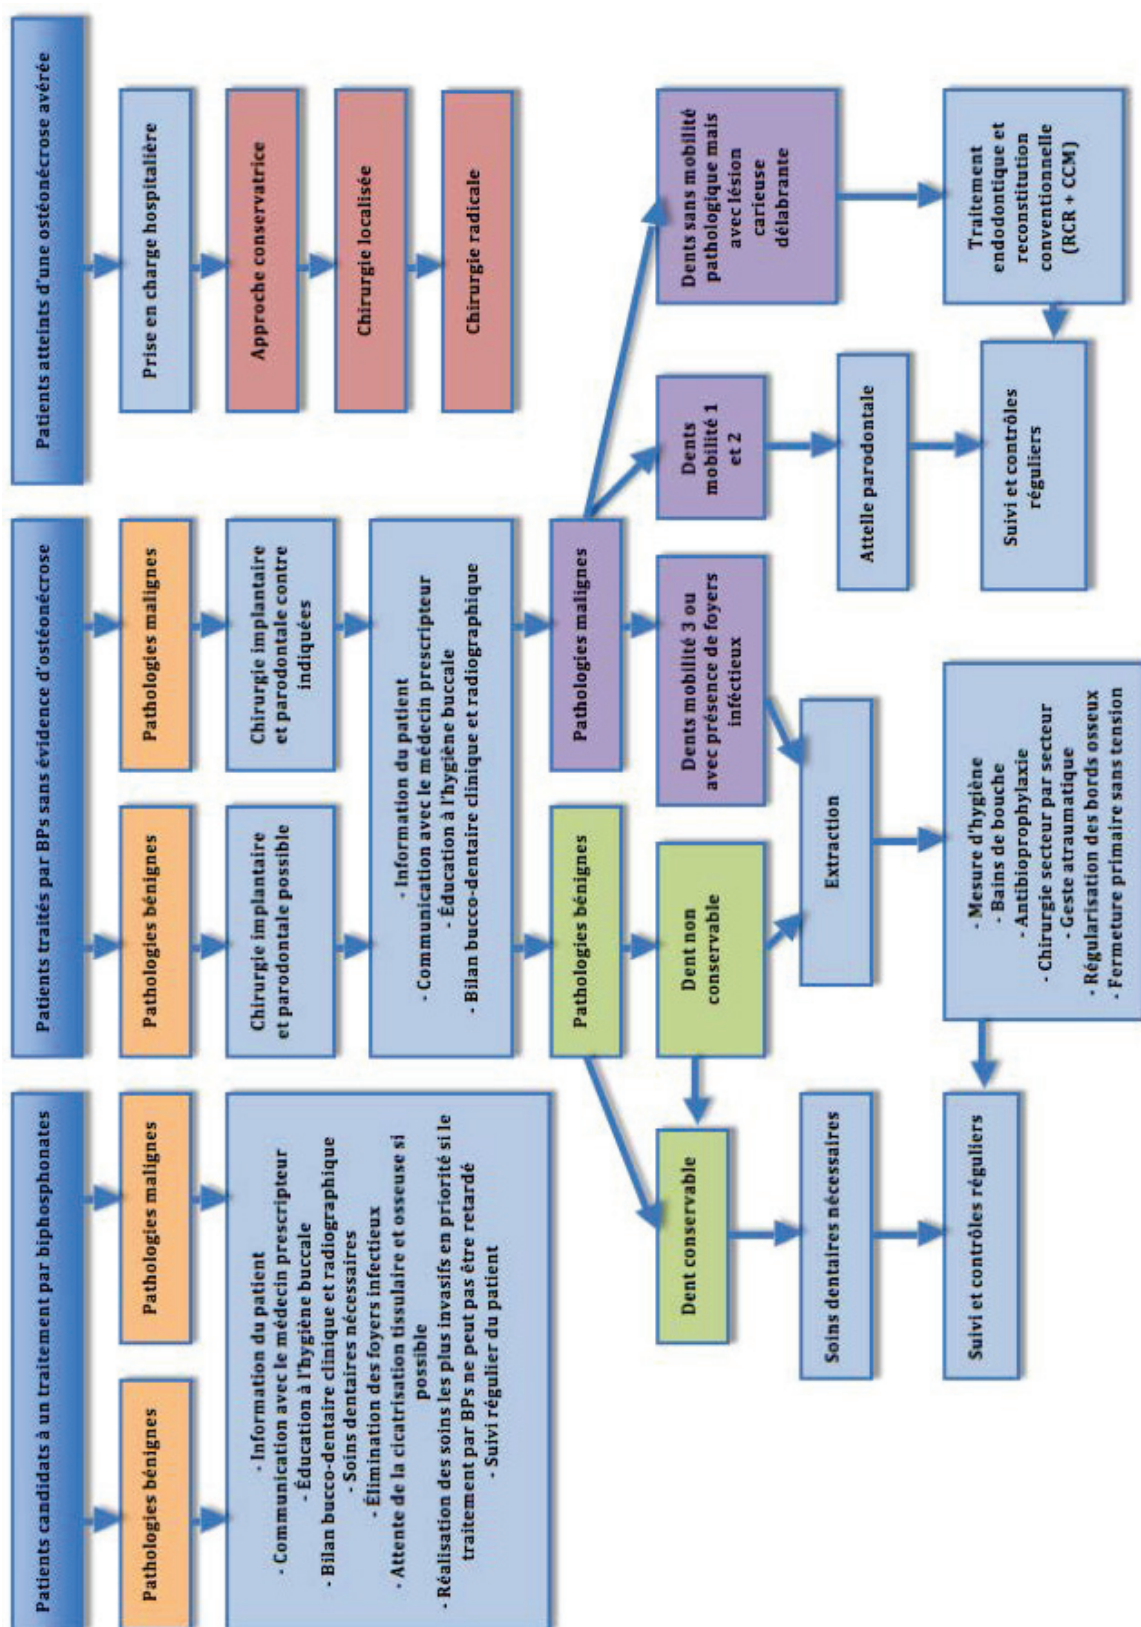 Patients candidats à un traitement par biphosphonates
Pathologies bénignes
Pathologies malignes
- Information du patient
- Communication avec le médecin prescripteur
- Éducation à l'hygiène buccale
- Bilan bucco-dentaire clinique et radiographique
- Soins dentaires nécessaires
- Élimination des foyers infectieux
- Attente de la cicatrisation tissulaire et osseuse si
possible
- Réalisation des soins les plus invasifs en priorité si le
traitement par BPs ne peut pas être retardé
- Suivi régulier du patient
Patients traités par BPs sans évidence d'ostéonécrose
Pathologies bénignes
Pathologies malignes
Chirurgie implantaire
et parodontale possible
Chirurgie implantaire
et parodontale contre
indiquées
- Information du patient
- Communication avec le médecin prescripteur
- Éducation à l'hygiène buccale
- Bilan bucco-dentaire clinique et radiographique
Pathologies bénignes
Pathologies malignes
Dent conservable
Dent non
conservable
Dents mobilité 3 ou
avec présence de foyers
inféctieux
Dents
mobilité 1
et 2
Dents sans mobilité
pathologique mais
avec lésion
carieuse
délabrante
Soins dentaires nécessaires
Extraction
Attelle parodontale
Suivi et contrôles réguliers
- Mesure d'hygiène
- Bains de bouche
- Antibioprophylaxie
- Chirurgie secteur par secteur
- Geste atraumatique
- Régularisation des bords osseux
- Fermeture primaire sans tension
Suivi et contrôles
réguliers
Traitement
endodontique et
reconstitution
conventionnelle
(RCR + CCM)
Patients atteints d'une ostéonécrose avérée
Prise en charge hospitalière
Approche conservatrice
Chirurgie localisée
Chirurgie radicale